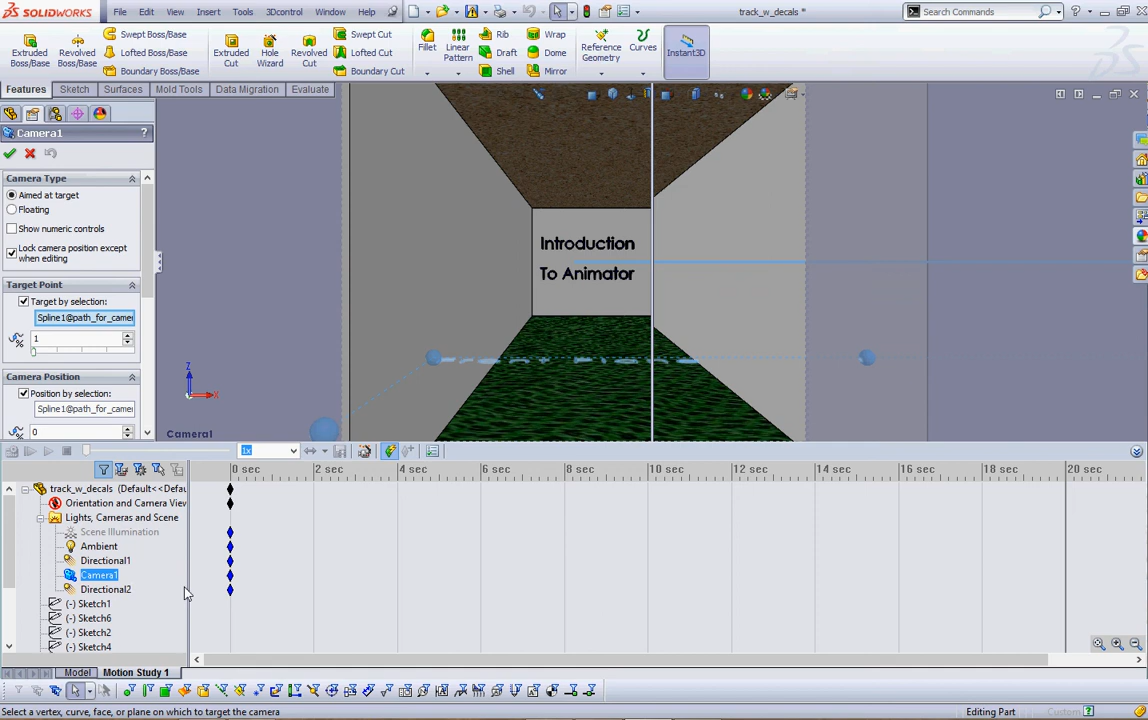 SOLIDWORKS File Edit View Insert Tools 3Dcontrol Window Help track_w_decals * Search Commands
Extruded Boss/Base Revolved Boss/Base Swept Boss/Base Lofted Boss/Base Boundary Boss/Base Extruded Cut Hole Wizard Revolved Cut Swept Cut Lofted Cut Boundary Cut Fillet Linear Pattern Rib Draft Shell Wrap Dome Mirror Reference Geometry Curves Instant3D
Features Sketch Surfaces Mold Tools Data Migration Evaluate
Camera1 ?
Camera Type
Aimed at target
Floating
Show numeric controls
Lock camera position except
when editing
Target Point
Target by selection:
Spline1@path_for_camer
1
Camera Position
Position by selection:
Spline1@path_for_camer
0
Introduction
To Animator
Z
X
Camera1
1x
0 sec 2 sec 4 sec 6 sec 8 sec 10 sec 12 sec 14 sec 16 sec 18 sec 20 sec
track_w_decals (Default<<Defau
Orientation and Camera View
Lights, Cameras and Scene
Scene Illumination
Ambient
Directional1
Camera1
Directional2
(-) Sketch1
(-) Sketch6
(-) Sketch2
(-) Sketch4
Model Motion Study 1
Select a vertex, curve, face, or plane on which to target the camera Editing Part Custom